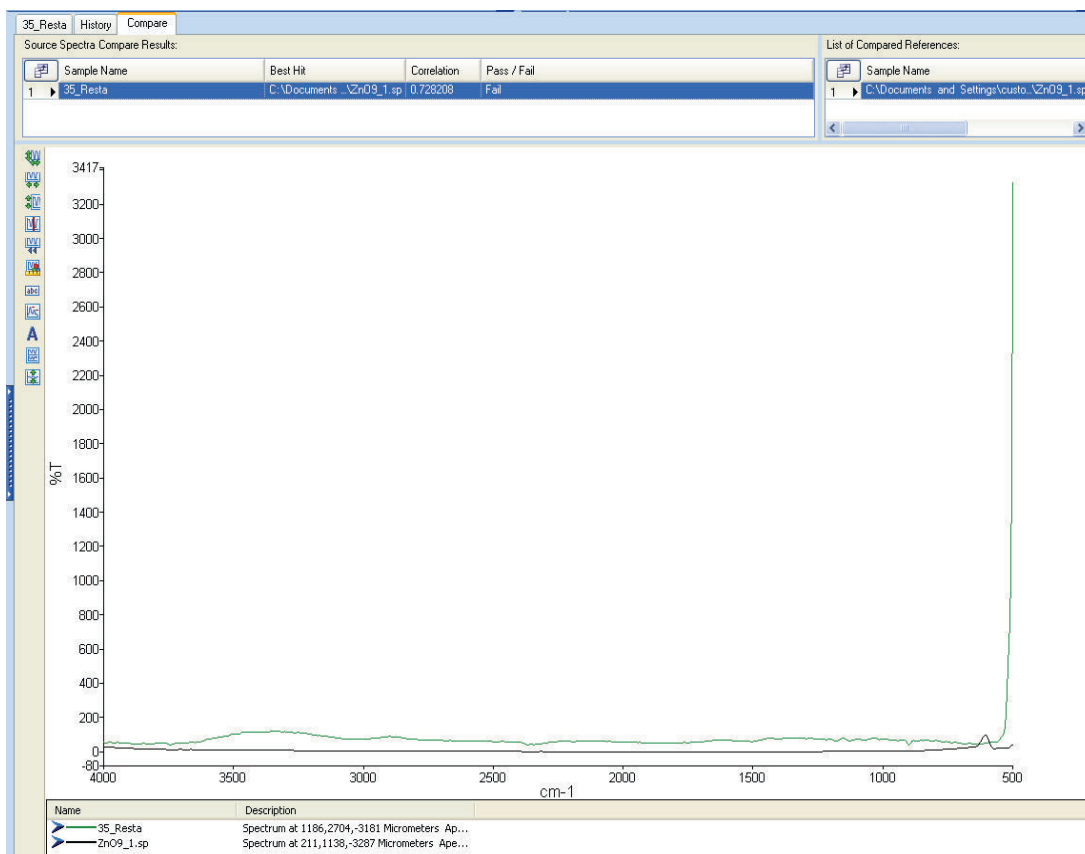 35_Resta History Compare
Source Spectra Compare Results:
Sample Name Best Hit Correlation Pass / Fail
1 35_Resta C:\Documents ...\ZnO9_1.sp 0.728208 Fail
List of Compared References:
Sample Name
1 C:\Documents and Settings\custo...\ZnO9_1.sp
abc
A
3417
3200
3000
2800
2600
2400
2200
2000
1800
1600
1400
1200
1000
800
600
400
200
0
-80
%T
4000 3500 3000 2500 2000 1500 1000 500
cm-1
Name Description
35_Resta Spectrum at 1186,2704,-3181 Micrometers Ap...
ZnO9_1.sp Spectrum at 211,1138,-3287 Micrometers Ape...